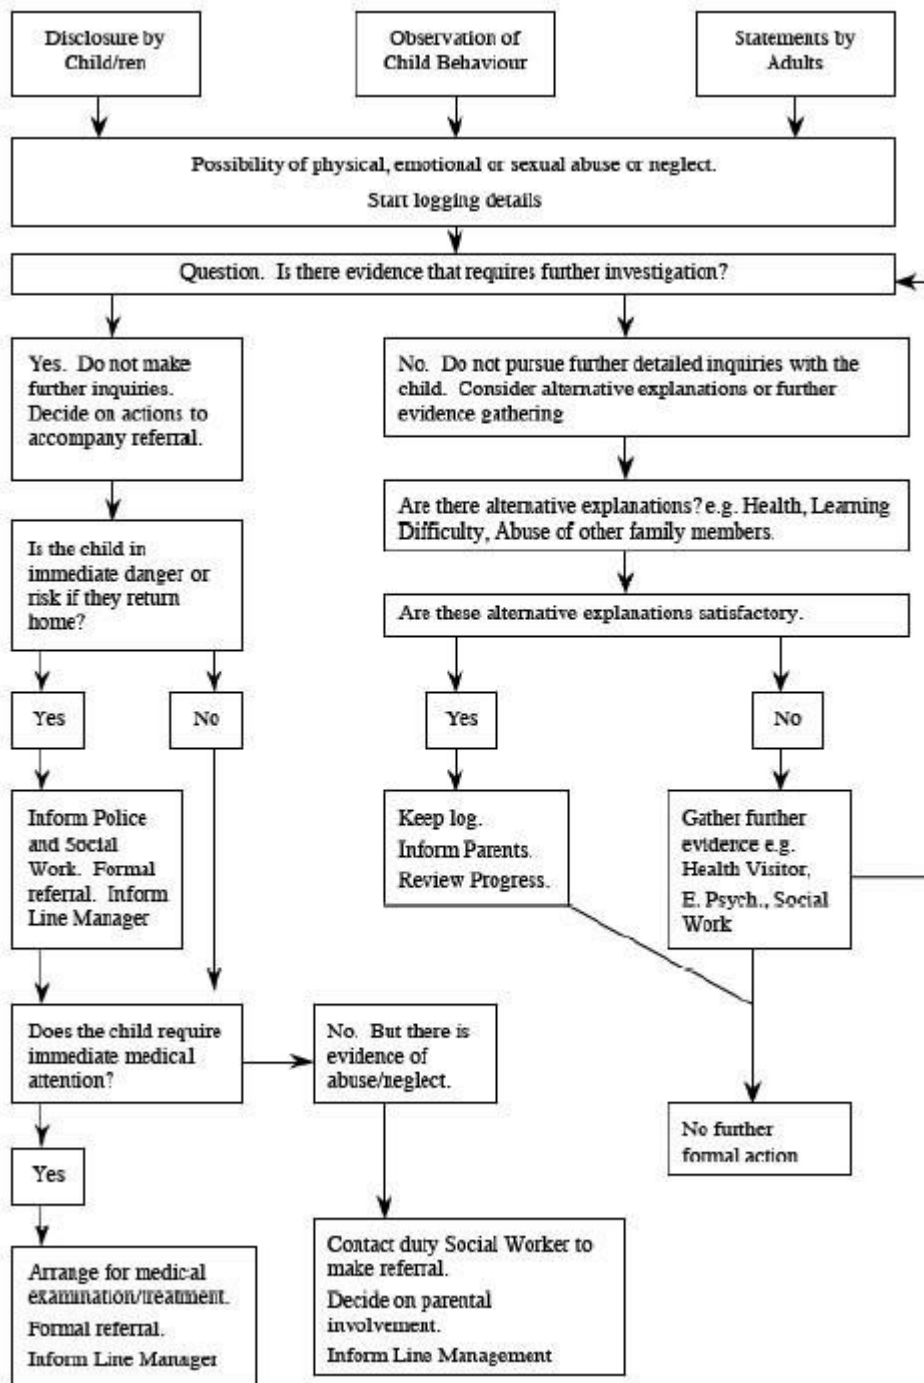 Disclosure by
Child/ren
Observation of
Child Behaviour
Statements by
Adults
Possibility of physical, emotional or sexual abuse or neglect.
Start logging details
Question. Is there evidence that requires further investigation?
Yes. Do not make
further inquiries.
Decide on actions to
accompany referral.
No. Do not pursue further detailed inquiries with the
child. Consider alternative explanations or further
evidence gathering
Are there alternative explanations? e.g. Health, Learning
Difficulty, Abuse of other family members.
Is the child in
immediate danger or
risk if they return
home?
Are these alternative explanations satisfactory.
Yes
No
Yes
No
Inform Police
and Social
Work. Formal
referral. Inform
Line Manager
Keep log.
Inform Parents.
Review Progress.
Gather further
evidence e.g.
Health Visitor,
E. Psych., Social
Work
Does the child require
immediate medical
attention?
No. But there is
evidence of
abuse/neglect.
No further
formal action
Yes
Arrange for medical
examination/treatment.
Formal referral.
Inform Line Manager
Contact duty Social Worker to
make referral.
Decide on parental
involvement.
Inform Line Management